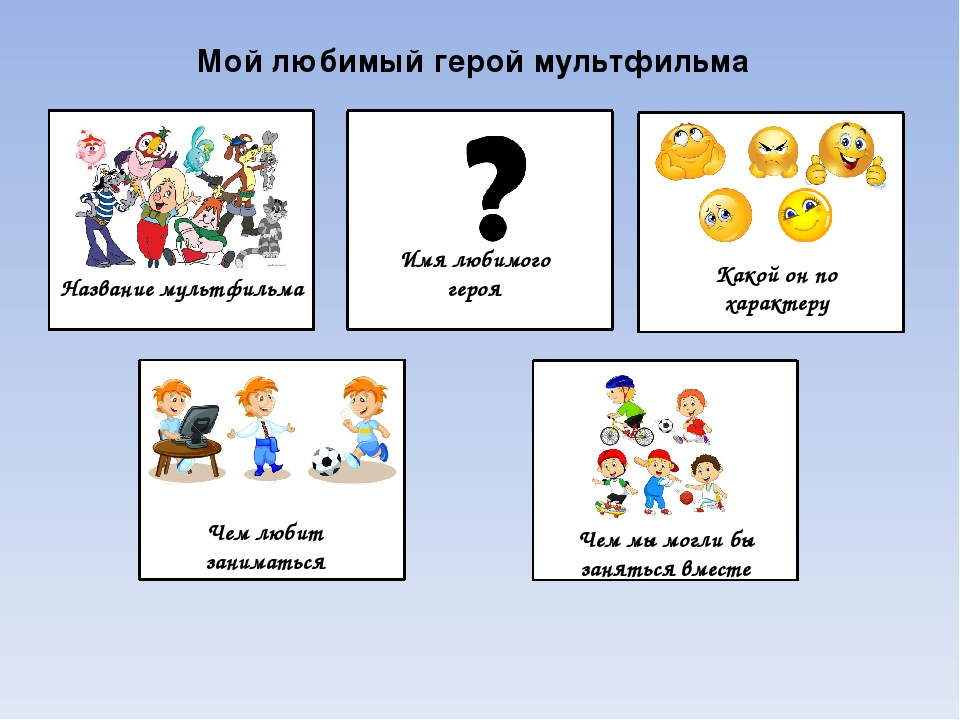 Мой любимый герой мультфильма
Название мультфильма
?
Имя любимого
героя
Какой он по
характеру
Чем любит
заниматься
Чем мы могли бы
заняться вместе